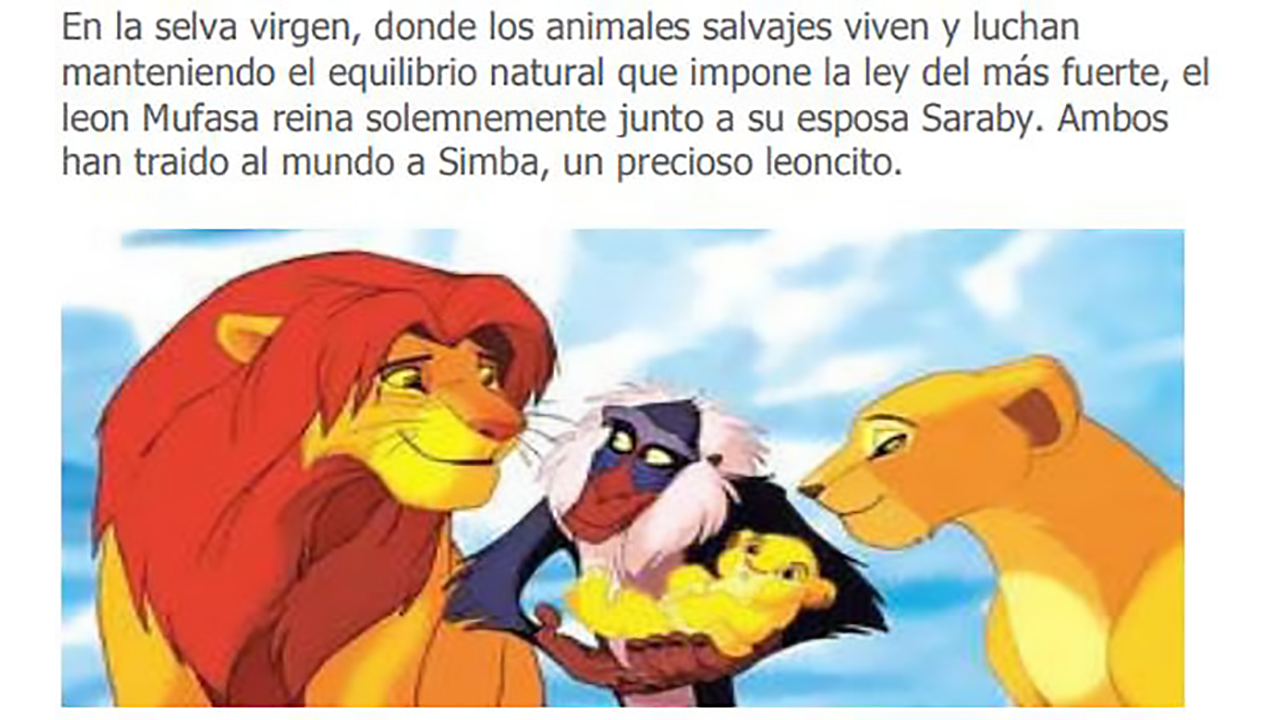 En la selva virgen, donde los animales salvajes viven y luchan
manteniendo el equilibrio natural que impone la ley del más fuerte, el
leon Mufasa reina solemnemente junto a su esposa Saraby. Ambos
han traido al mundo a Simba, un precioso leoncito.